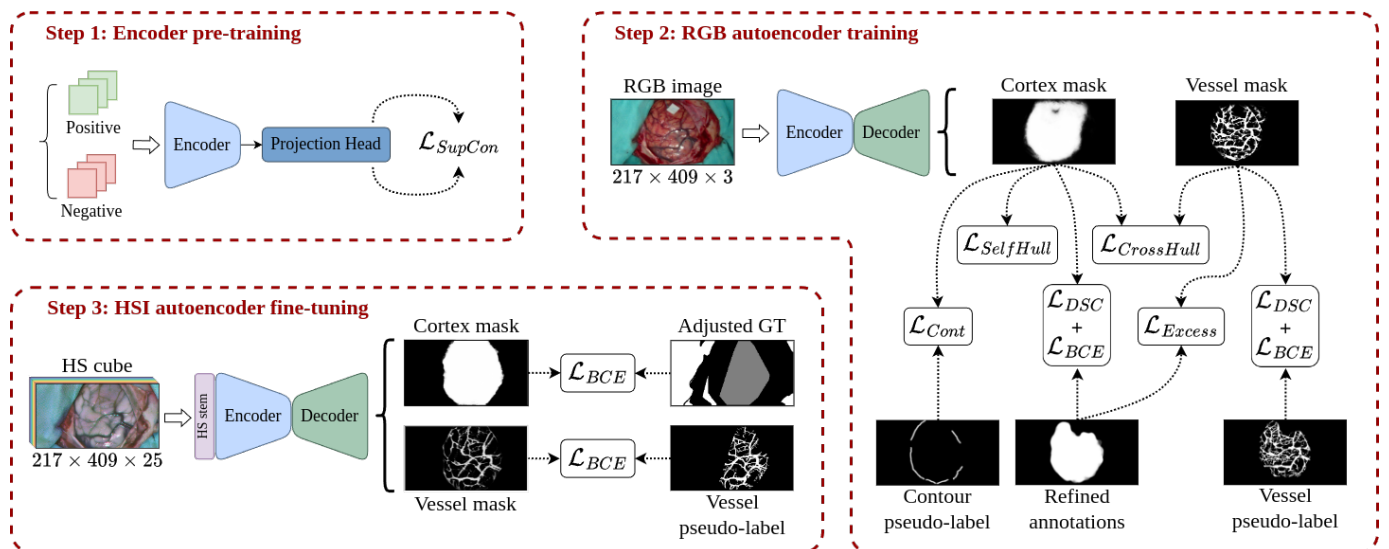 Step 1: Encoder pre-training
Positive
Negative
Encoder
Projection Head
ℒ_SupCon
Step 2: RGB autoencoder training
RGB image
217 × 409 × 3
Encoder
Decoder
Cortex mask
Vessel mask
ℒ_SelfHull
ℒ_CrossHull
ℒ_Cont
ℒ_DSC
+
ℒ_BCE
ℒ_Excess
ℒ_DSC
+
ℒ_BCE
Contour
pseudo-label
Refined
annotations
Vessel
pseudo-label
Step 3: HSI autoencoder fine-tuning
HS cube
217 × 409 × 25
HS stem
Encoder
Decoder
Cortex mask
ℒ_BCE
Adjusted GT
Vessel mask
ℒ_BCE
Vessel
pseudo-label